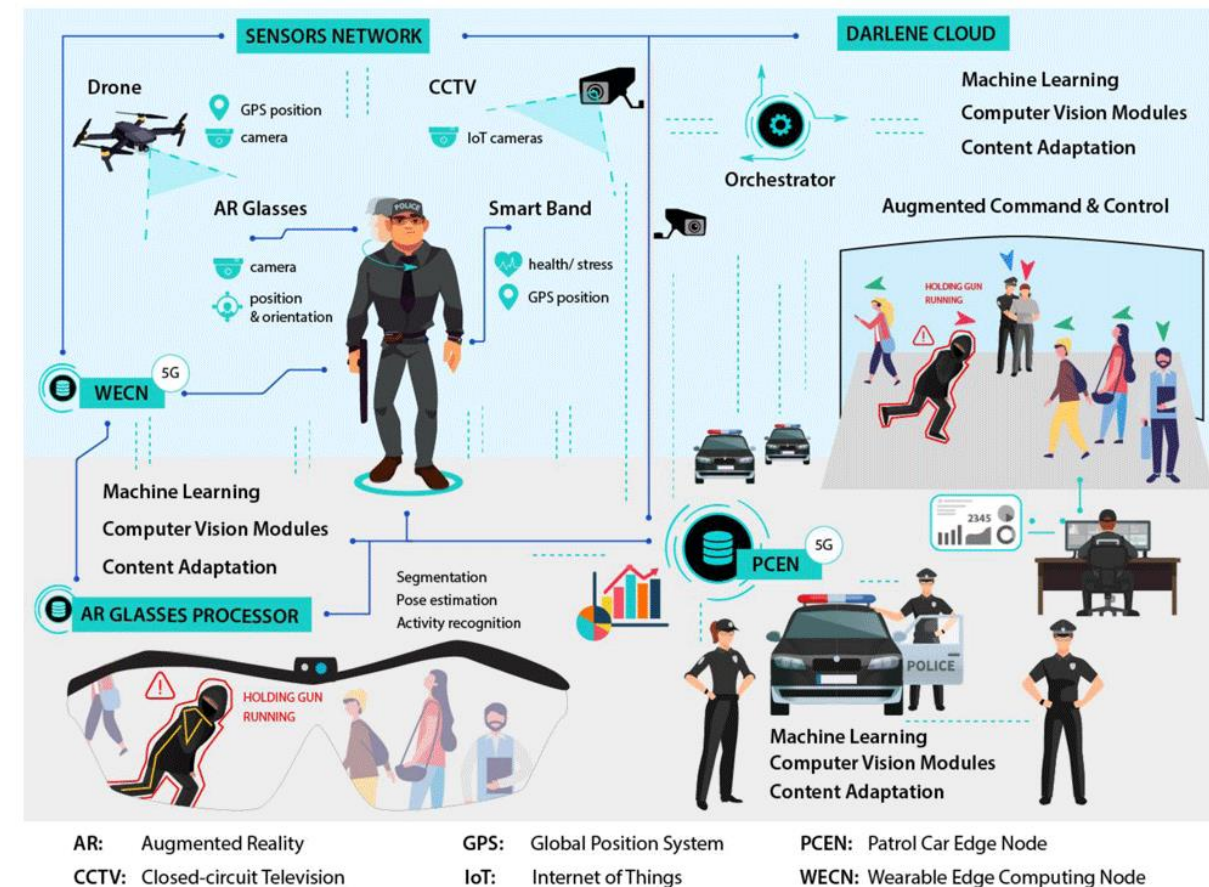 SENSORS NETWORK
DARLENE CLOUD
Drone
GPS position
camera
CCTV
IoT cameras
Machine Learning
Computer Vision Modules
Content Adaptation
Orchestrator
AR Glasses
camera
position
& orientation
POLICE
Smart Band
health/ stress
GPS position
Augmented Command & Control
HOLDING GUN
RUNNING
WECN
5G
Machine Learning
Computer Vision Modules
Content Adaptation
AR GLASSES PROCESSOR
Segmentation
Pose estimation
Activity recognition
HOLDING GUN
RUNNING
PCEN
5G
2345
POLICE
Machine Learning
Computer Vision Modules
Content Adaptation
AR: Augmented Reality
GPS: Global Position System
PCEN: Patrol Car Edge Node
CCTV: Closed-circuit Television
IoT: Internet of Things
WECN: Wearable Edge Computing Node